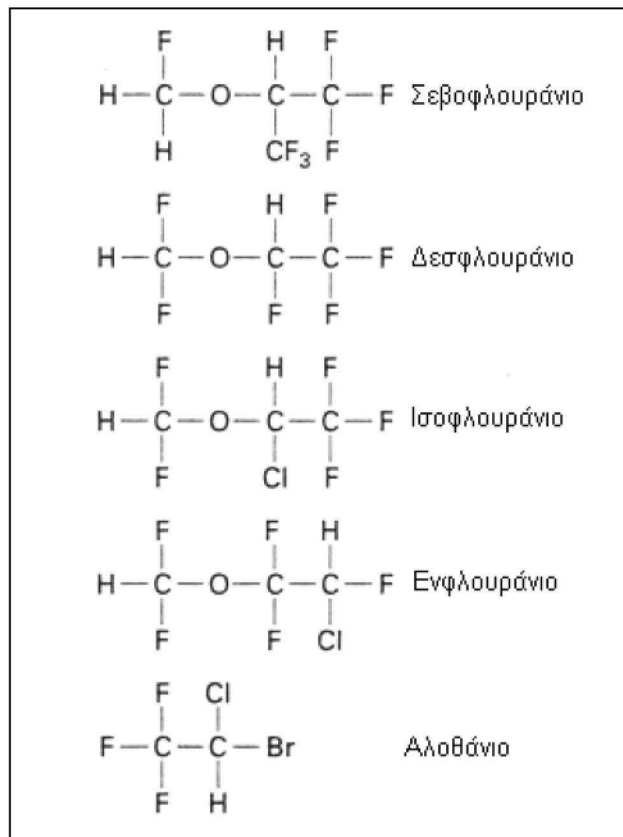 F H F
H—C—O—C—C—F Σεβοφλουράνιο
H CF₃ F
F H F
H—C—O—C—C—F Δεσφλουράνιο
F F F
F H F
H—C—O—C—C—F Ισοφλουράνιο
F Cl F
F F H
H—C—O—C—C—F Ενφλουράνιο
F F Cl
F Cl
F—C—C—Br Αλοθάνιο
F H